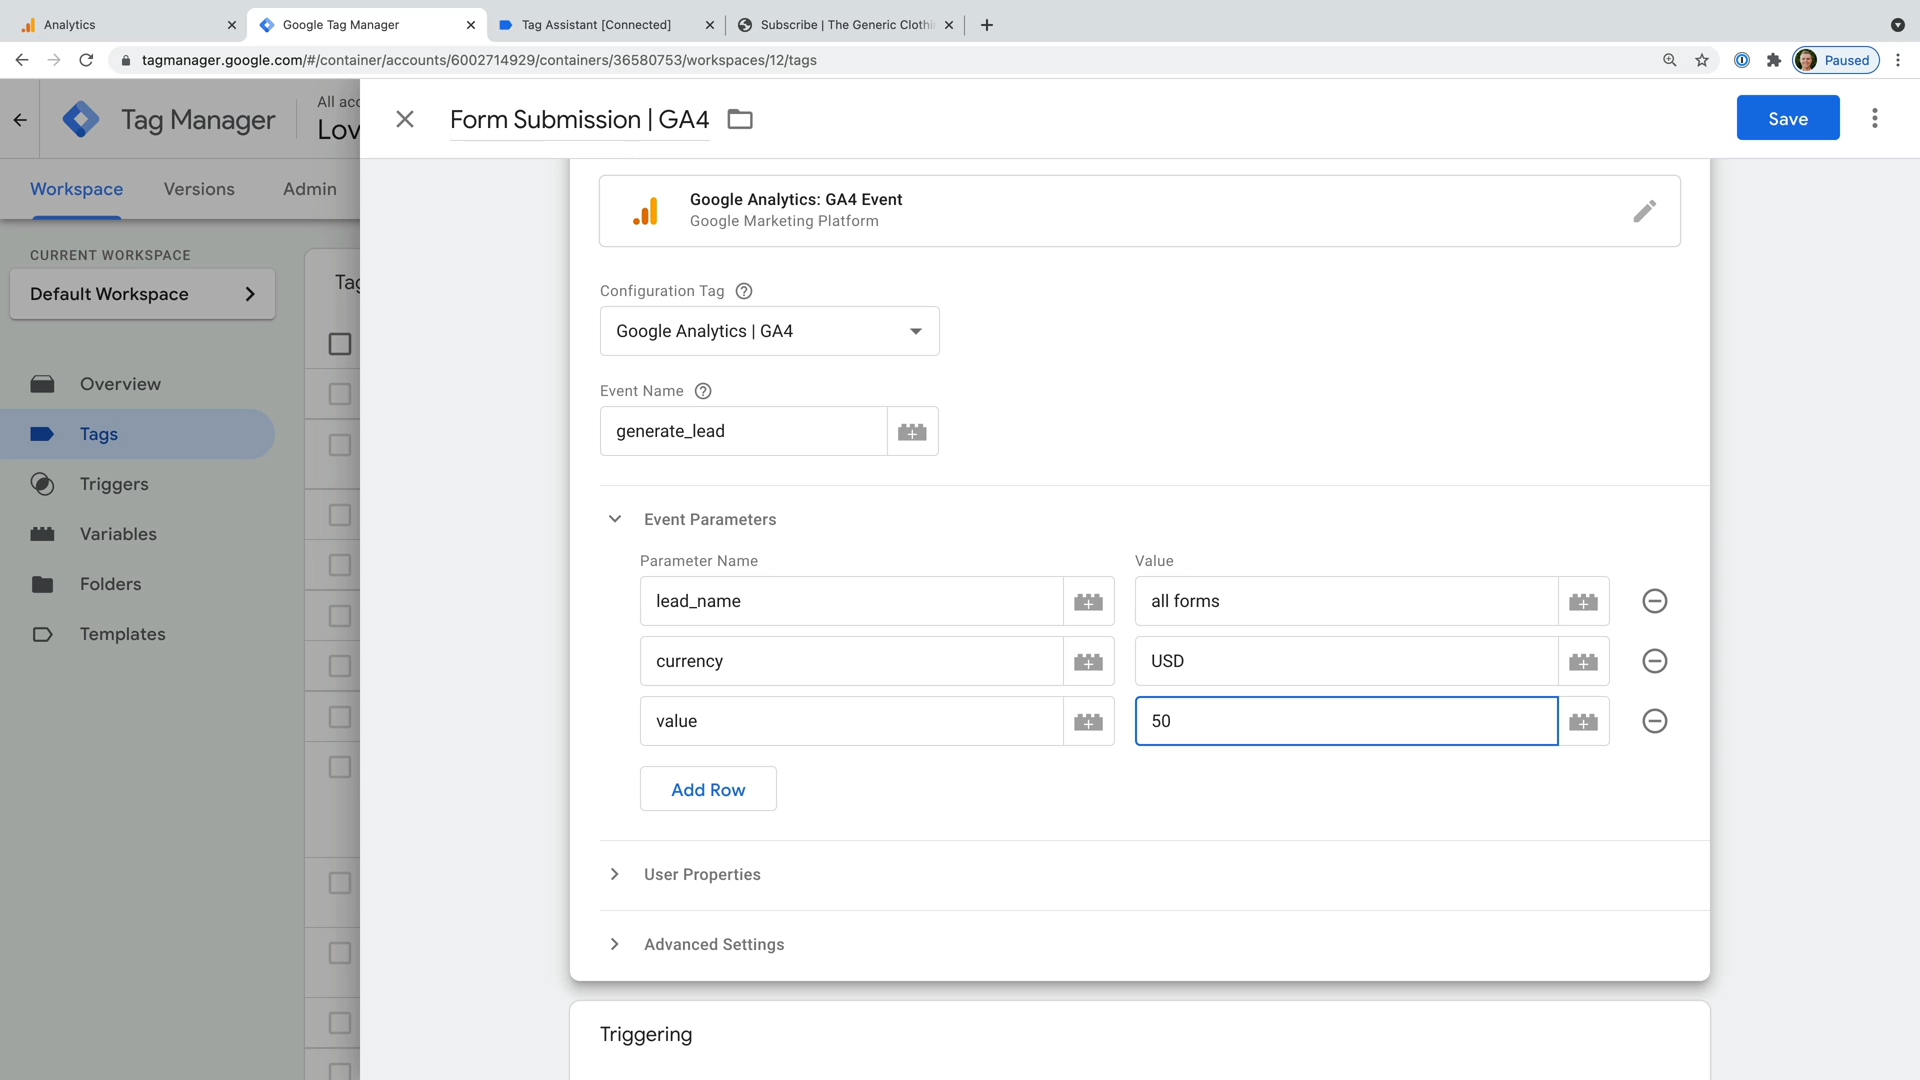 Analytics
Google Tag Manager
Tag Assistant [Connected]
Subscribe | The Generic Clothi
tagmanager.google.com/#/container/accounts/6002714929/containers/36580753/workspaces/12/tags
Paused
Tag Manager
All acc
Lov
Form Submission | GA4
Save
Workspace
Versions
Admin
CURRENT WORKSPACE
Default Workspace
Tag
Overview
Tags
Triggers
Variables
Folders
Templates
Google Analytics: GA4 Event
Google Marketing Platform
Configuration Tag
Google Analytics | GA4
Event Name
generate_lead
Event Parameters
Parameter Name
Value
lead_name
all forms
currency
USD
value
50
Add Row
User Properties
Advanced Settings
Triggering